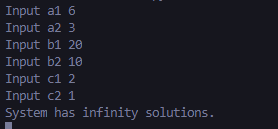 Input a1 6
Input a2 3
Input b1 20
Input b2 10
Input c1 2
Input c2 1
System has infinity solutions.